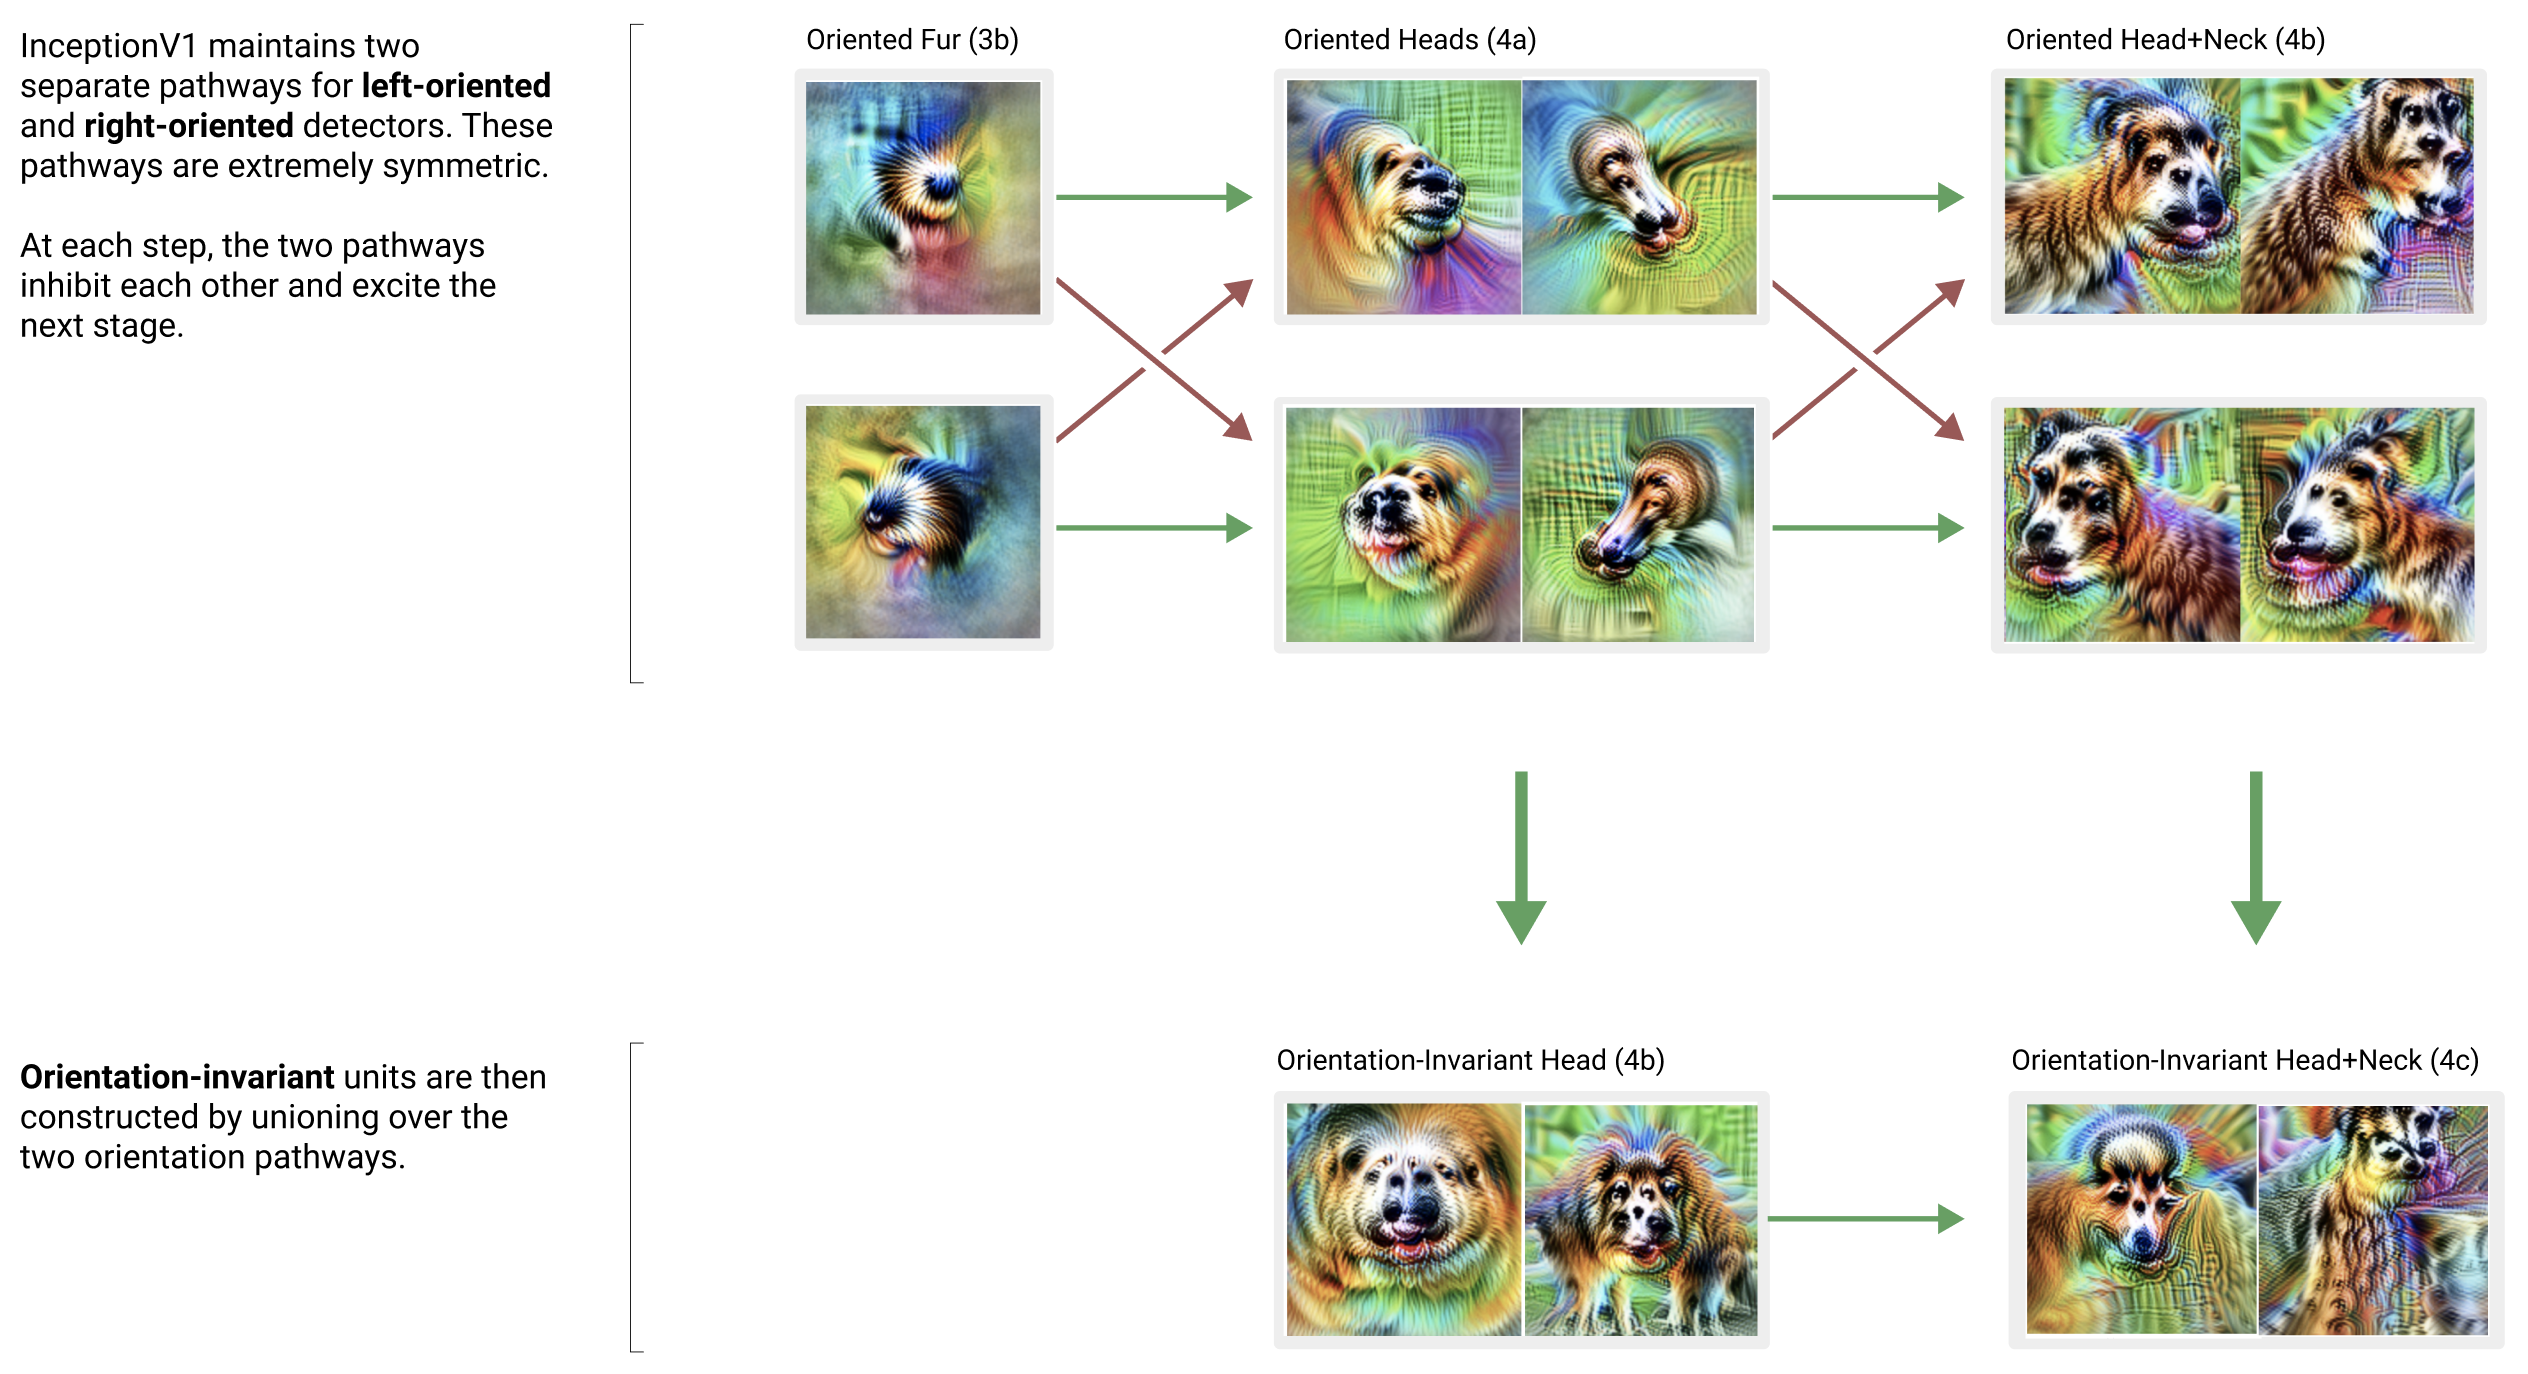 InceptionV1 maintains two
separate pathways for left-oriented
and right-oriented detectors. These
pathways are extremely symmetric.
At each step, the two pathways
inhibit each other and excite the
next stage.
Oriented Fur (3b)
Oriented Heads (4a)
Oriented Head+Neck (4b)
Orientation-invariant units are then
constructed by unioning over the
two orientation pathways.
Orientation-Invariant Head (4b)
Orientation-Invariant Head+Neck (4c)